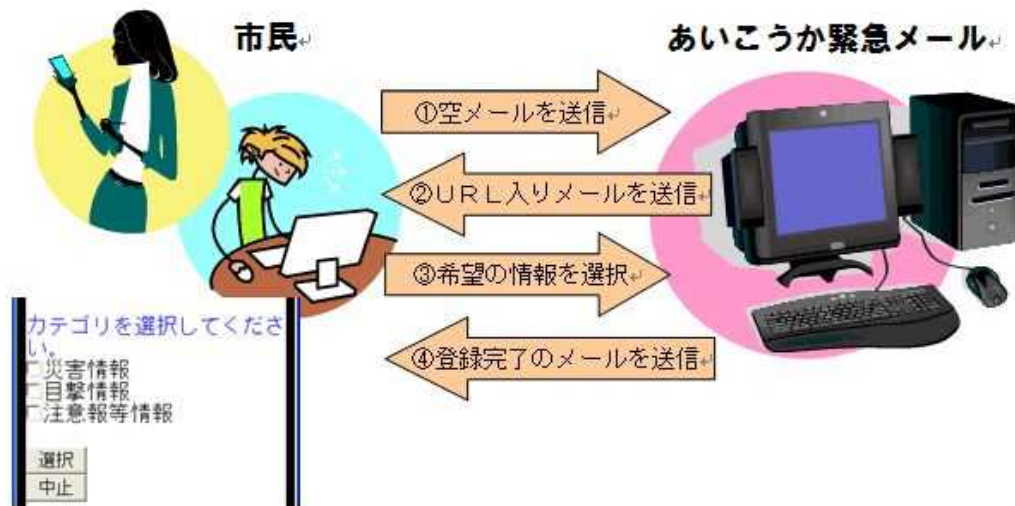 市民
あいこうか緊急メール
①空メールを送信
②ＵＲＬ入りメールを送信
③希望の情報を選択
④登録完了のメールを送信
カテゴリを選択してくださ
い。
□災害情報
□目撃情報
□注意報等情報
選択
中止